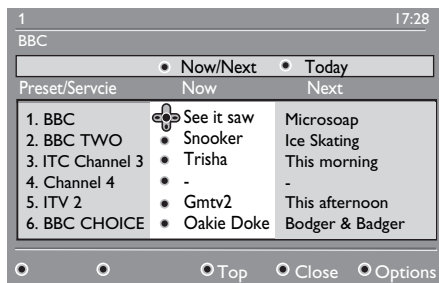 1 17:28
BBC
Now/Next Today
Preset/Servcie Now Next
1. BBC See it saw Microsoap
2. BBC TWO Snooker Ice Skating
3. ITC Channel 3 Trisha This morning
4. Channel 4 - -
5. ITV 2 Gmtv2 This afternoon
6. BBC CHOICE Oakie Doke Bodger & Badger
Top Close Options